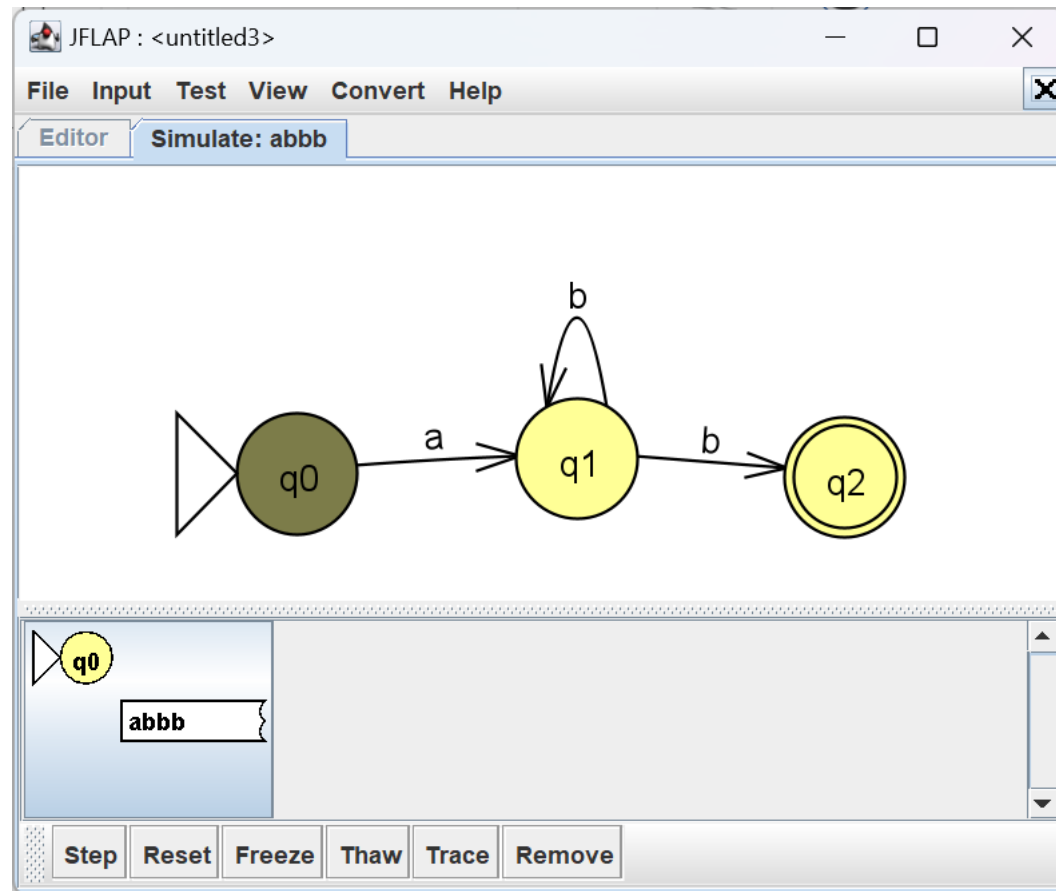 JFLAP : <untitled3>
File Input Test View Convert Help
Editor Simulate: abbb
b
a b
q0 q1 q2
q0
abbb
Step Reset Freeze Thaw Trace Remove